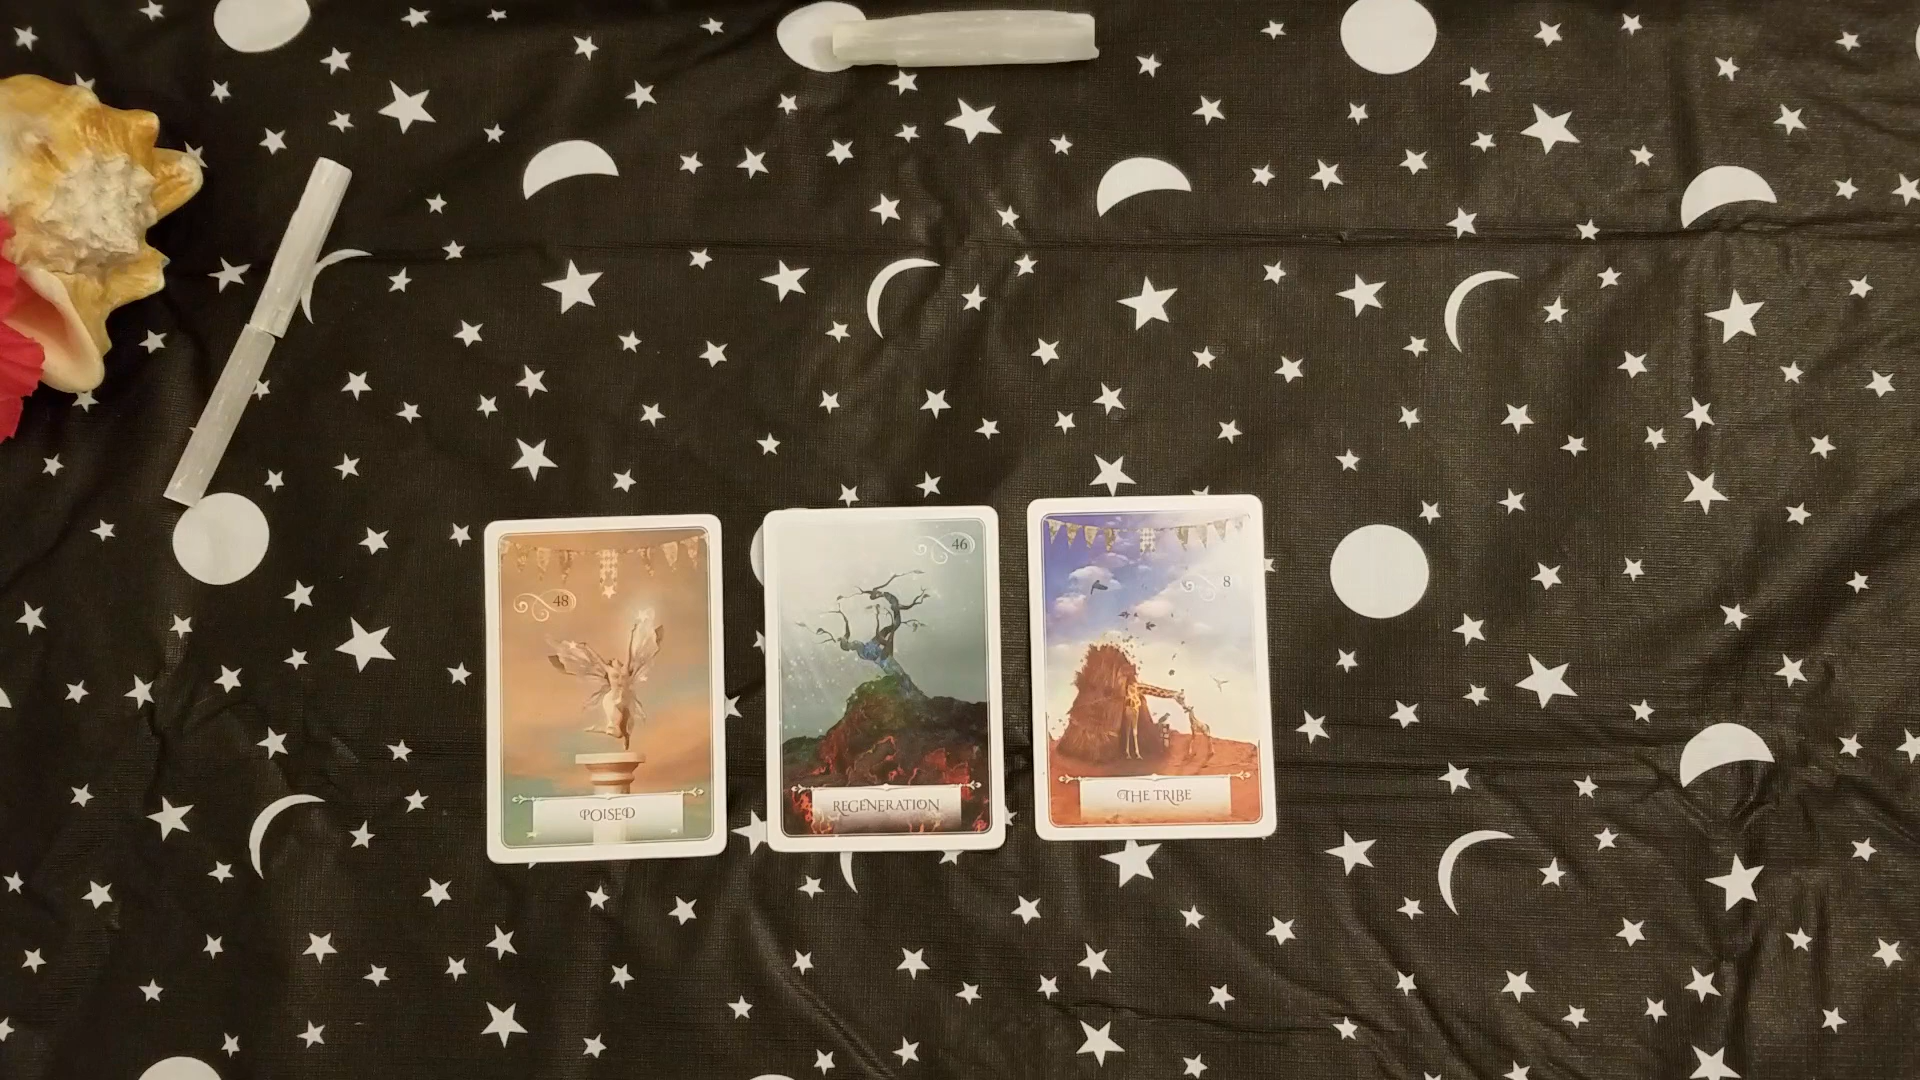 48
POISED
46
REGENERATION
8
THE TRIBE